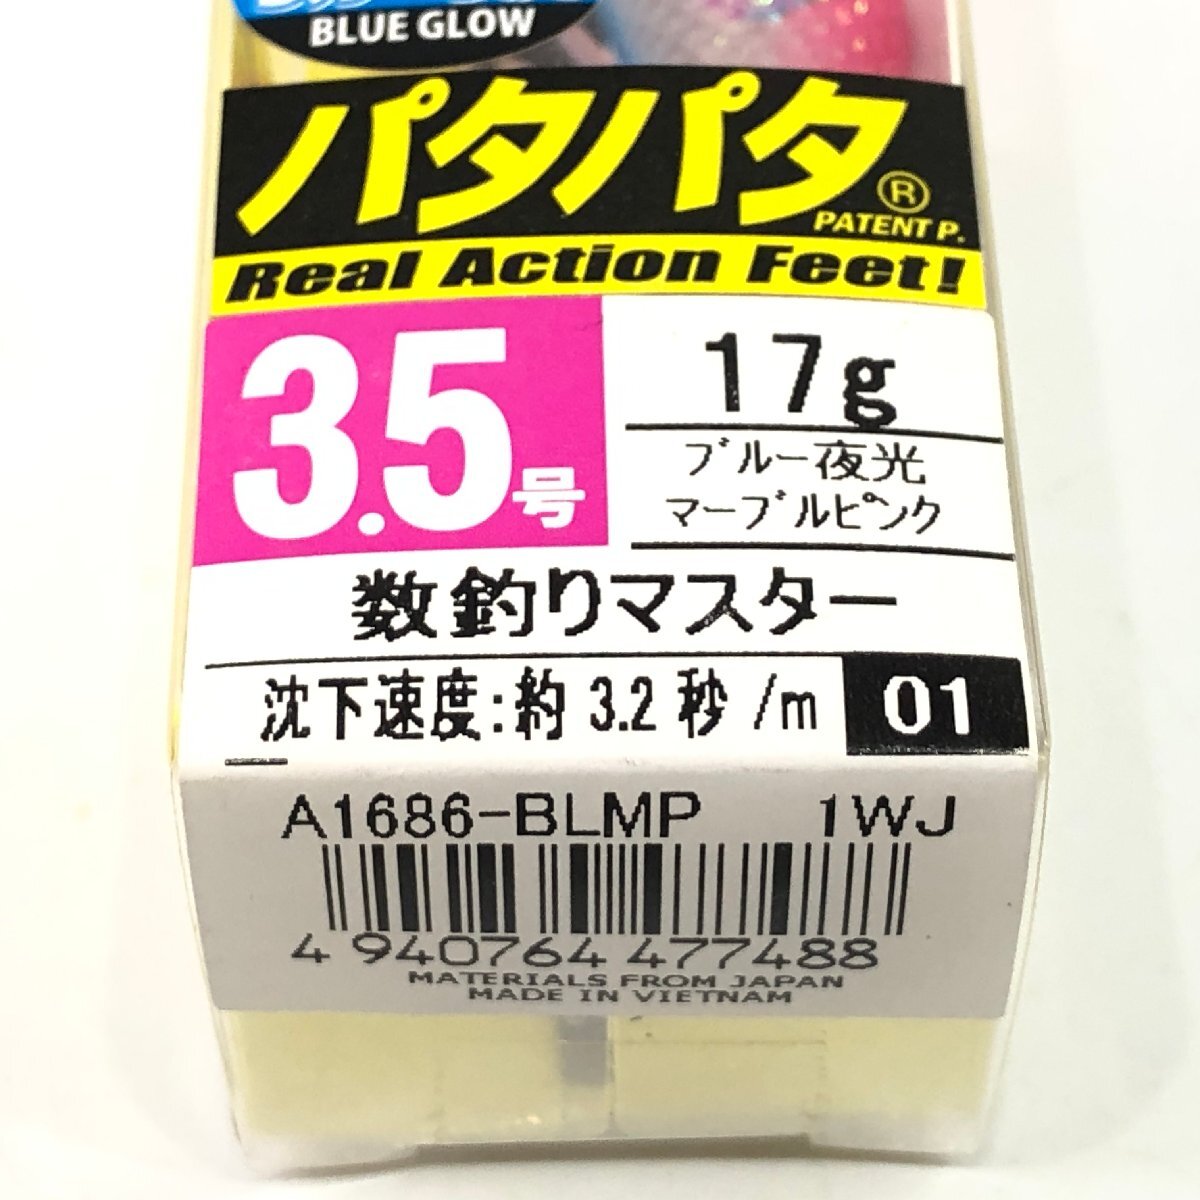 BLUE GLOW
パタパタ®
PATENT P.
Real Action Feet!
3.5号
17g
ブルー夜光
マーブルピンク
数釣りマスター
沈下速度:約3.2秒/m
01
A1686-BLMP 1WJ
4 940764 477488
MATERIALS FROM JAPAN
MADE IN VIETNAM